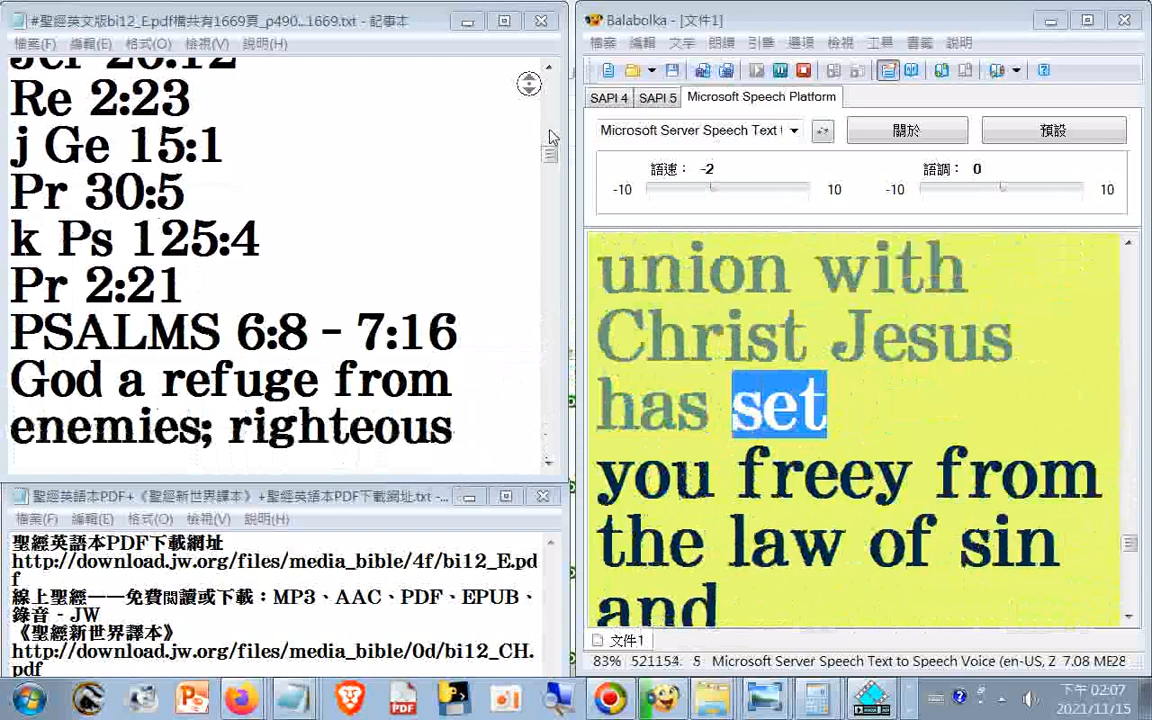 #聖經英文版bi12_E.pdf檔共有1669頁_p490...1669.txt - 記事本
檔案(F) 編輯(E) 格式(O) 檢視(V) 說明(H)
Jer 20:12
Re 2:23
j Ge 15:1
Pr 30:5
k Ps 125:4
Pr 2:21
PSALMS 6:8 – 7:16
God a refuge from
enemies; righteous
聖經英語本PDF+《聖經新世界譯本》+聖經英語本PDF下載網址.txt -...
檔案(F) 編輯(E) 格式(O) 檢視(V) 說明(H)
聖經英語本PDF下載網址
http://download.jw.org/files/media_bible/4f/bi12_E.pd
f
線上聖經——免費閱讀或下載：MP3、AAC、PDF、EPUB、
錄音 - JW
《聖經新世界譯本》
http://download.jw.org/files/media_bible/0d/bi12_CH.
pdf
Balabolka - [文件1]
檔案 編輯 文字 朗讀 引擎 選項 檢視 工具 書籤 說明
SAPI 4 SAPI 5 Microsoft Speech Platform
Microsoft Server Speech Text 關於 預設
語速： -2 語調： 0
-10 10 -10 10
union with
Christ Jesus
has set
you freey from
the law of sin
and
文件1
83% 521154: 5 Microsoft Server Speech Text to Speech Voice (en-US, Z 7.08 ME28
下午 02:07
2021/11/15